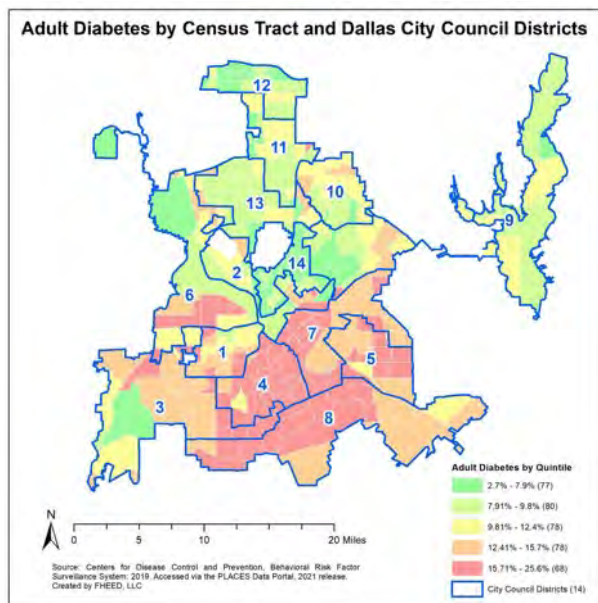 Adult Diabetes by Census Tract and Dallas City Council Districts
12
11
10
13
9
14
2
6
7
1
5
4
3
8
Adult Diabetes by Quintile
2.7% - 7.9% (77)
7.91% - 9.8% (80)
9.81% - 12.4% (78)
12.41% - 15.7% (78)
15.71% - 25.6% (68)
City Council Districts (14)
N
0 5 10 20 Miles
Source: Centers for Disease Control and Prevention, Behavioral Risk Factor
Surveillance System: 2019. Accessed via the PLACES Data Portal, 2021 release.
Created by FHEED, LLC